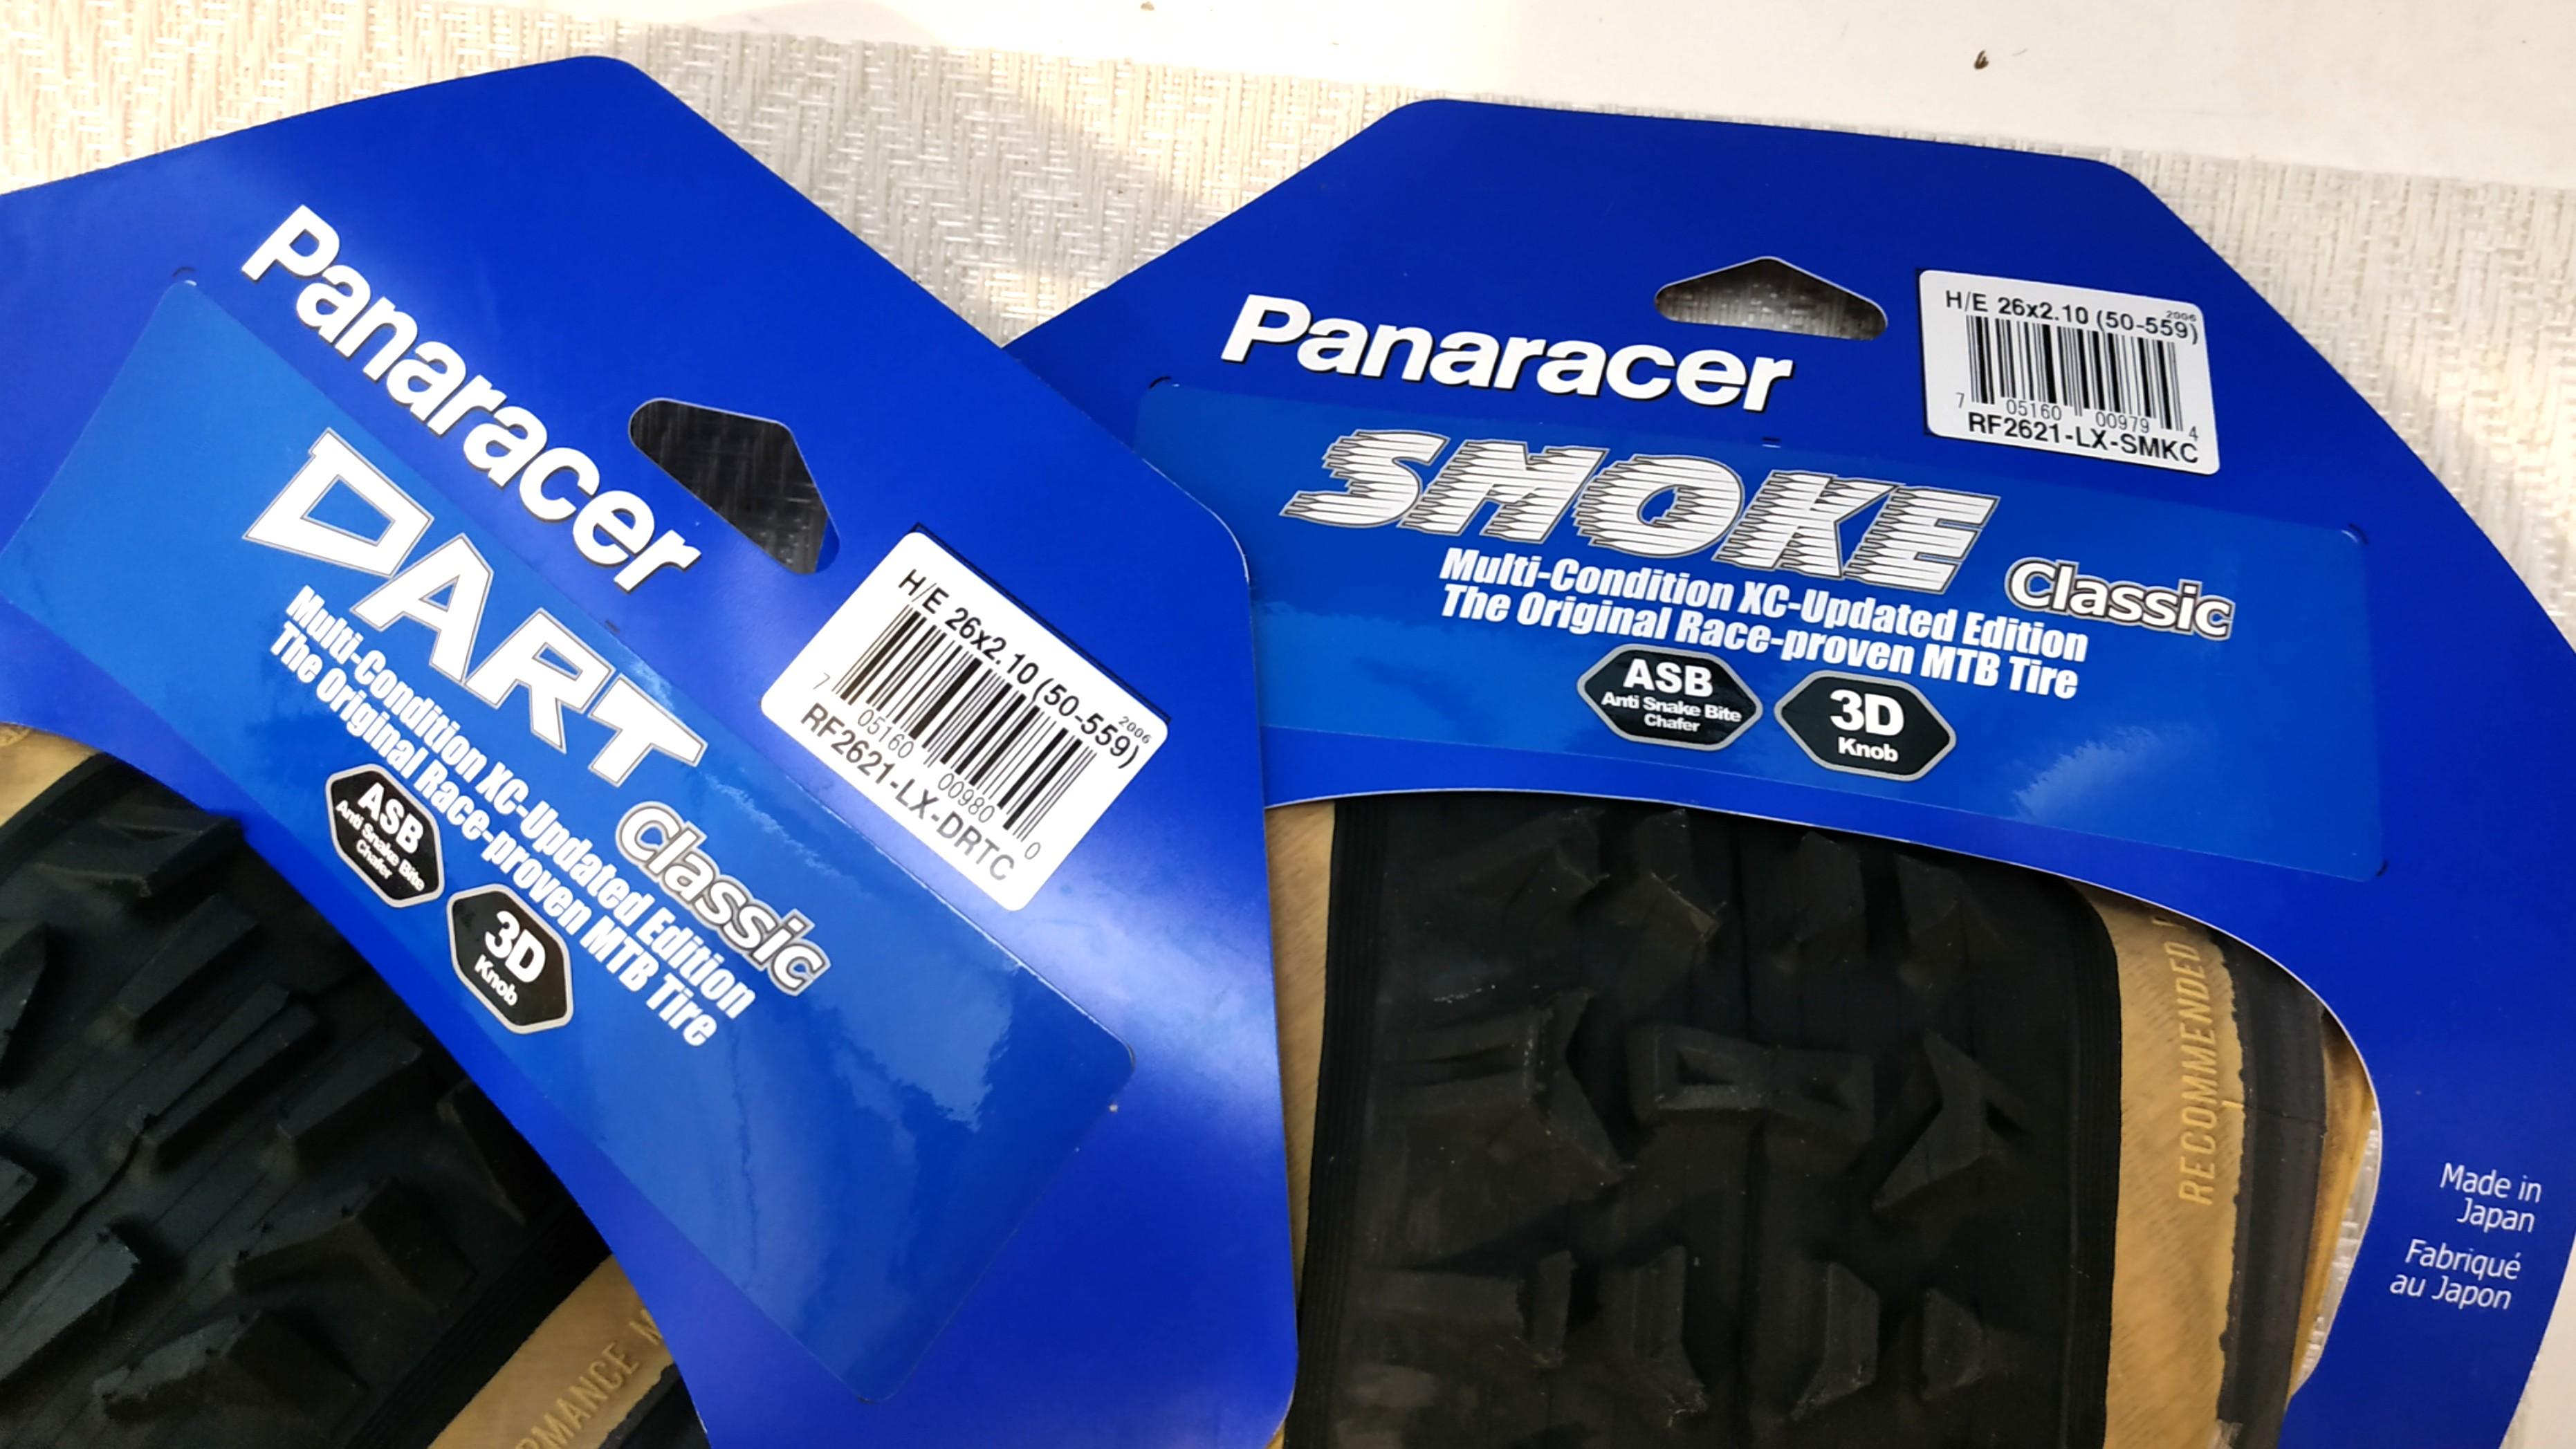 Panaracer
DART
Classic
Multi-Condition XC-Updated Edition
The Original Race-proven MTB Tire
ASB
Anti Snake Bite
Chafer
3D
Knob
2006
H/E 26x2.10 (50-559)
7 05160 00980 0
RF2621-LX-DRTC
Panaracer
SMOKE
Classic
Multi-Condition XC-Updated Edition
The Original Race-proven MTB Tire
ASB
Anti Snake Bite
Chafer
3D
Knob
2006
H/E 26x2.10 (50-559)
7 05160 00979 4
RF2621-LX-SMKC
RECOMMENDED
Made in
Japan
Fabriqué
au Japon